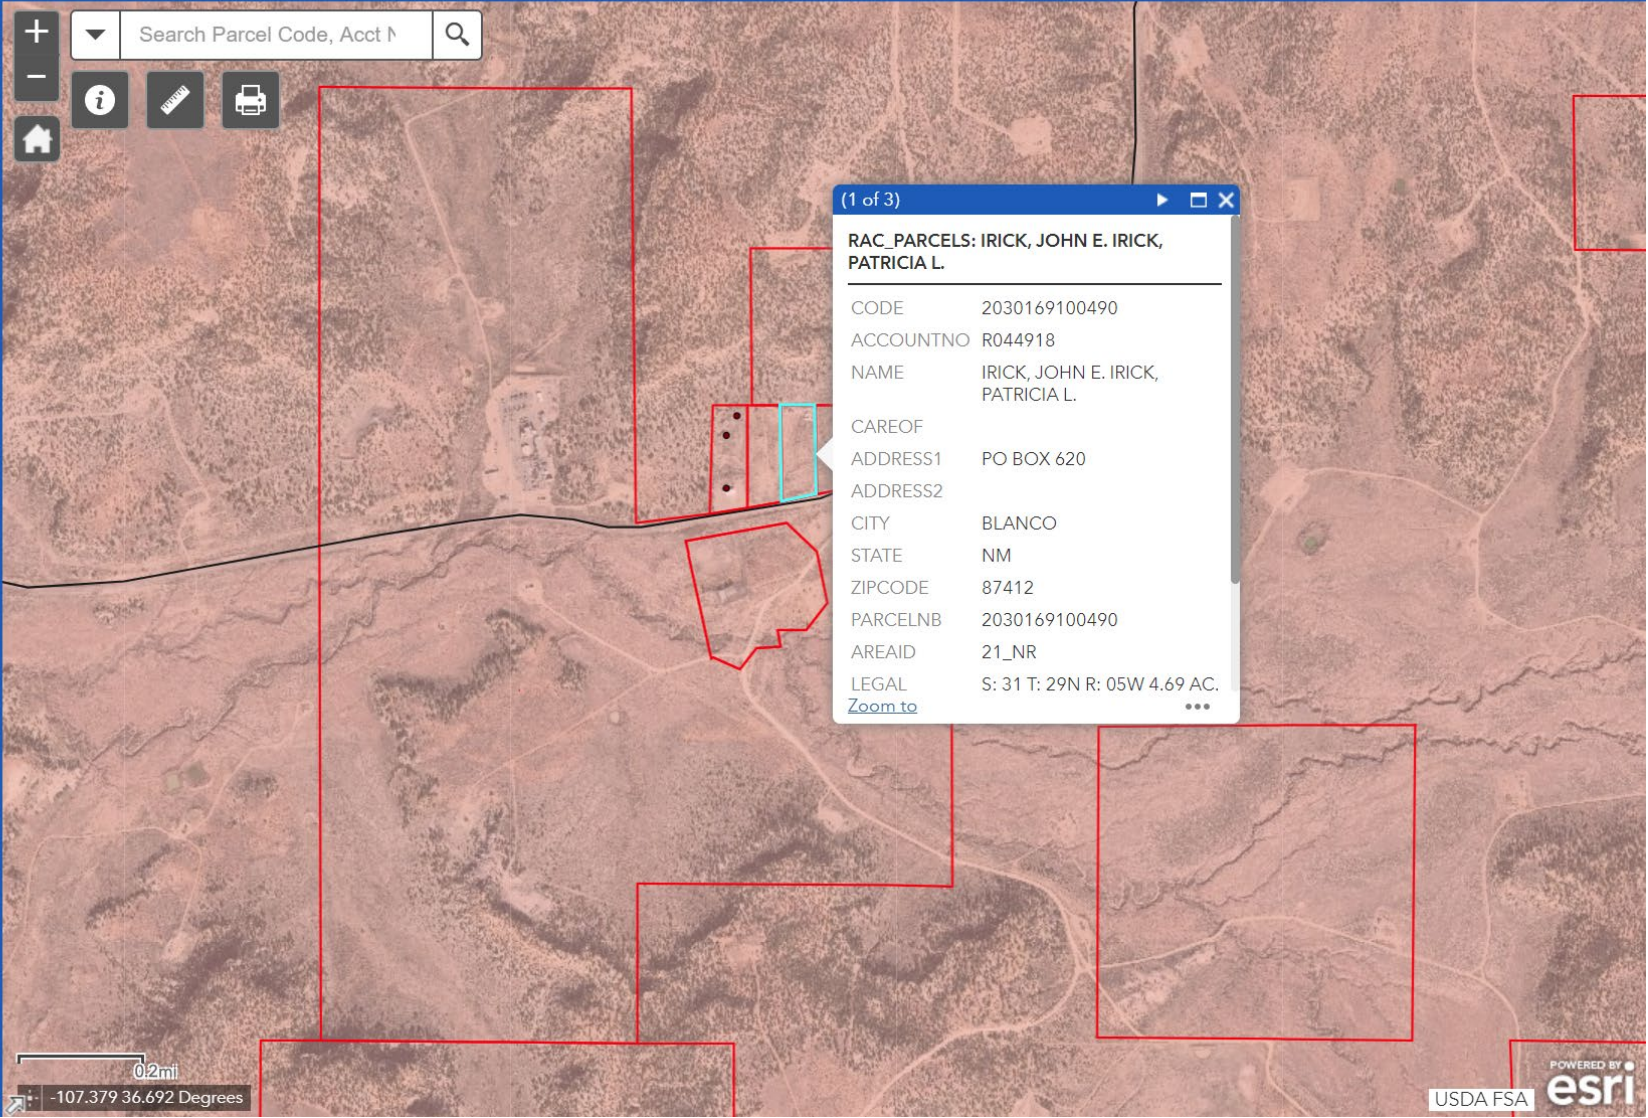 +
Search Parcel Code, Acct N
−
(1 of 3)
RAC_PARCELS: IRICK, JOHN E. IRICK,
PATRICIA L.
CODE 2030169100490
ACCOUNTNO R044918
NAME IRICK, JOHN E. IRICK,
PATRICIA L.
CAREOF
ADDRESS1 PO BOX 620
ADDRESS2
CITY BLANCO
STATE NM
ZIPCODE 87412
PARCELNB 2030169100490
AREAID 21_NR
LEGAL S: 31 T: 29N R: 05W 4.69 AC.
Zoom to
0.2mi
-107.379 36.692 Degrees
USDA FSA
POWERED BY
esri